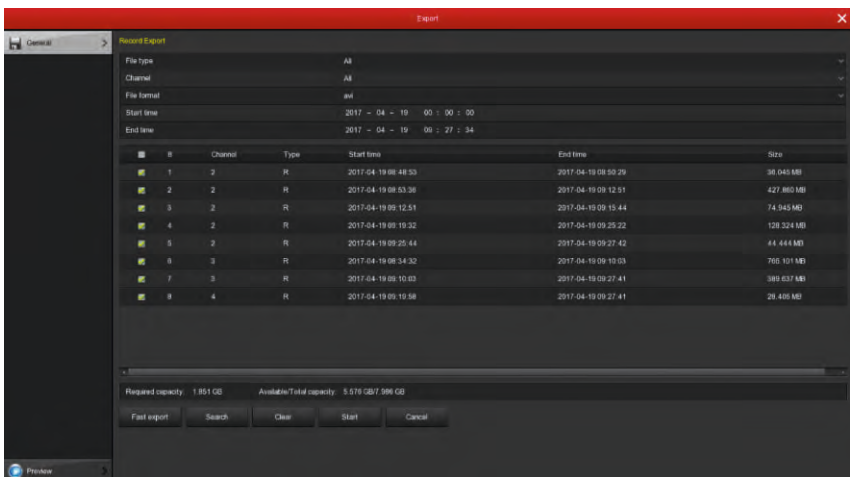 Export
General
Record Export
File type All
Channel All
File format avi
Start time 2017 - 04 - 19 00 : 00 : 00
End time 2017 - 04 - 19 09 : 27 : 34
Channel Type Start time End time Size
1 2 R 2017-04-19 08:48:53 2017-04-19 08:50:29 36.045 MB
2 2 R 2017-04-19 08:53:36 2017-04-19 09:12:51 427.860 MB
3 2 R 2017-04-19 09:12:51 2017-04-19 09:15:44 74.945 MB
4 2 R 2017-04-19 09:19:32 2017-04-19 09:25:22 128.324 MB
5 2 R 2017-04-19 09:25:44 2017-04-19 09:27:42 44.444 MB
6 3 R 2017-04-19 08:34:32 2017-04-19 09:10:03 MB
7 3 R 2017-04-19 09:10:03 2017-04-19 09:27:41 389.637 MB
8 4 R 2017-04-19 09:19:58 2017-04-19 09:27:41 28.405 MB
Required capacity: 1.851 GB Available/Total capacity: 5.576 GB/7.996 GB
Fast export Search Clear Start Cancel
Preview